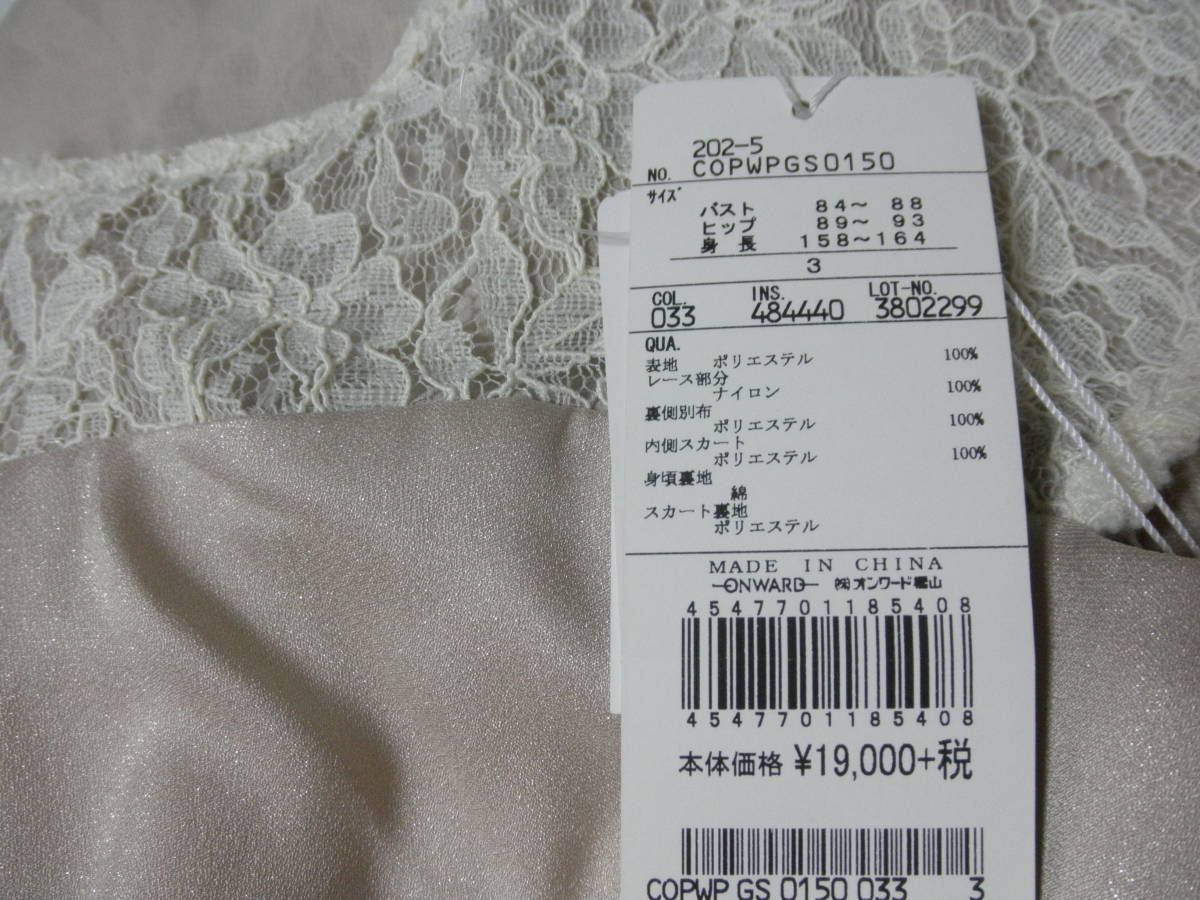 202-5
NO. COPWPGS0150
サイズ
バスト 84〜 88
ヒップ 89〜 93
身 長 158〜164
3
COL. INS. LOT-NO.
033 484440 3802299
QUA.
表地 ポリエステル 100%
レース部分
ナイロン 100%
裏側別布
ポリエステル 100%
内側スカート
ポリエステル 100%
身頃裏地
綿
スカート裏地
ポリエステル
MADE IN CHINA
ONWARD ㈱オンワード樫山
4547701185408
4547701185408
本体価格 ¥19,000+税
COPWP GS 0150 033 3